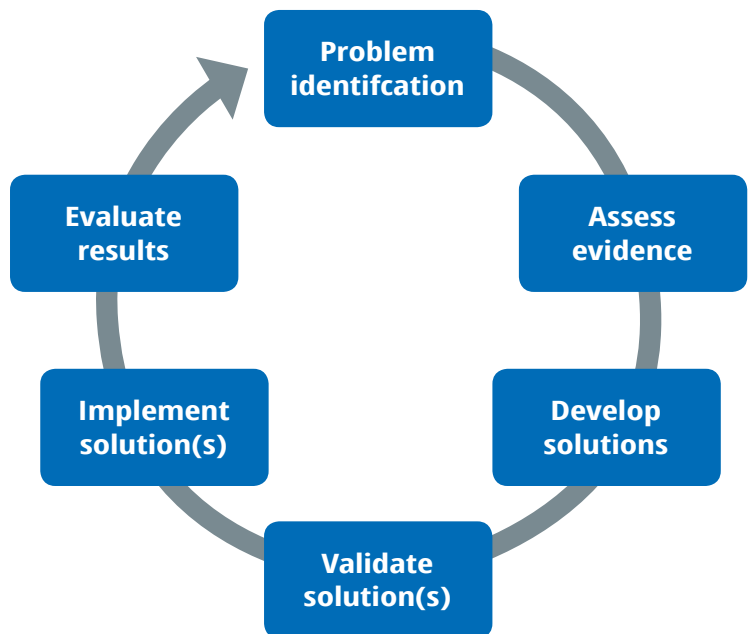 Problem
identifcation
Assess
evidence
Develop
solutions
Validate
solution(s)
Implement
solution(s)
Evaluate
results